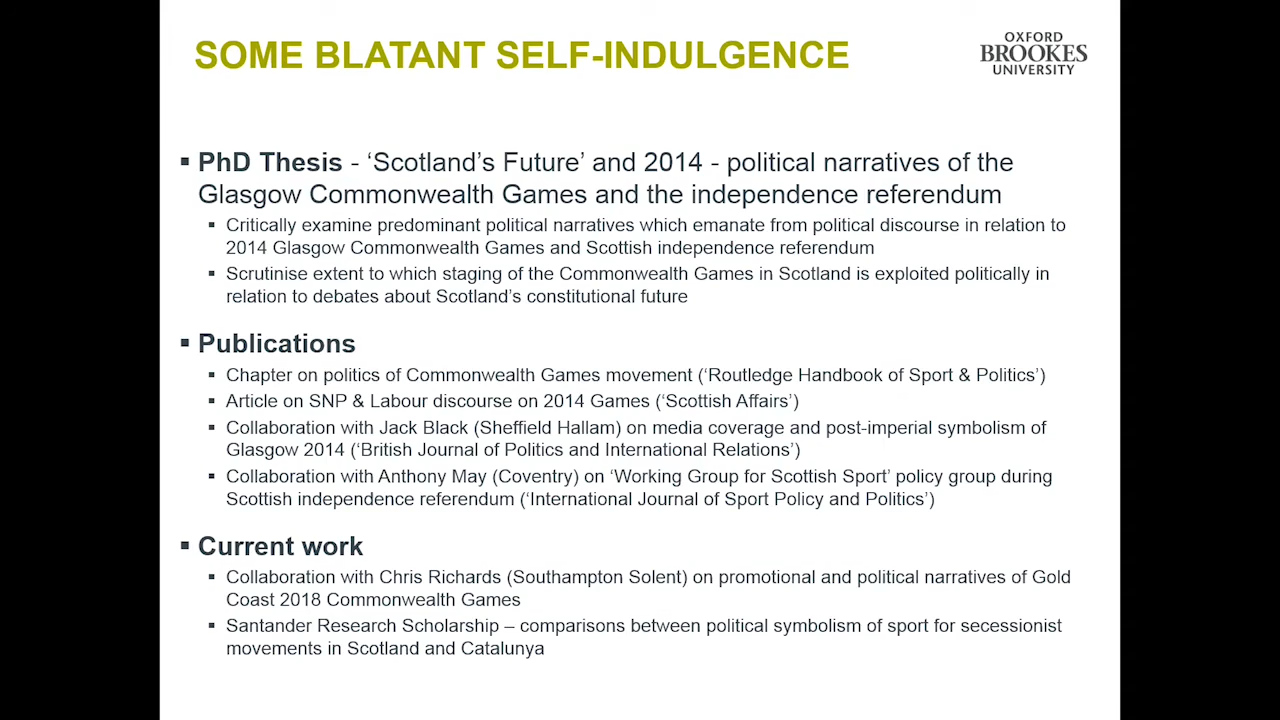 SOME BLATANT SELF-INDULGENCE
OXFORD
BROOKES
UNIVERSITY
▪ PhD Thesis - ‘Scotland’s Future’ and 2014 - political narratives of the
Glasgow Commonwealth Games and the independence referendum
▪ Critically examine predominant political narratives which emanate from political discourse in relation to
2014 Glasgow Commonwealth Games and Scottish independence referendum
▪ Scrutinise extent to which staging of the Commonwealth Games in Scotland is exploited politically in
relation to debates about Scotland’s constitutional future
▪ Publications
▪ Chapter on politics of Commonwealth Games movement (‘Routledge Handbook of Sport & Politics’)
▪ Article on SNP & Labour discourse on 2014 Games (‘Scottish Affairs’)
▪ Collaboration with Jack Black (Sheffield Hallam) on media coverage and post-imperial symbolism of
Glasgow 2014 (‘British Journal of Politics and International Relations’)
▪ Collaboration with Anthony May (Coventry) on ‘Working Group for Scottish Sport’ policy group during
Scottish independence referendum (‘International Journal of Sport Policy and Politics’)
▪ Current work
▪ Collaboration with Chris Richards (Southampton Solent) on promotional and political narratives of Gold
Coast 2018 Commonwealth Games
▪ Santander Research Scholarship – comparisons between political symbolism of sport for secessionist
movements in Scotland and Catalunya